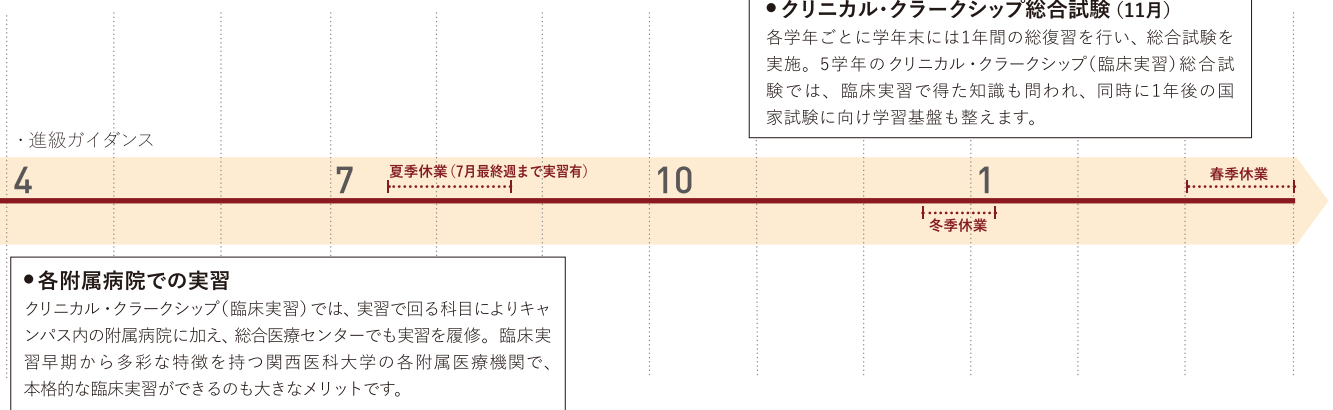 ●クリニカル・クラークシップ総合試験（11月）
各学年ごとに学年末には1年間の総復習を行い、総合試験を
実施。5学年のクリニカル・クラークシップ（臨床実習）総合試
験では、臨床実習で得た知識も問われ、同時に1年後の国
家試験に向け学習基盤も整えます。
・進級ガイダンス
4
7
夏季休業（7月最終週まで実習有）
10
1
春季休業
冬季休業
●各附属病院での実習
クリニカル・クラークシップ（臨床実習）では、実習で回る科目によりキャ
ンパス内の附属病院に加え、総合医療センターでも実習を履修。臨床実
習早期から多彩な特徴を持つ関西医科大学の各附属医療機関で、
本格的な臨床実習ができるのも大きなメリットです。